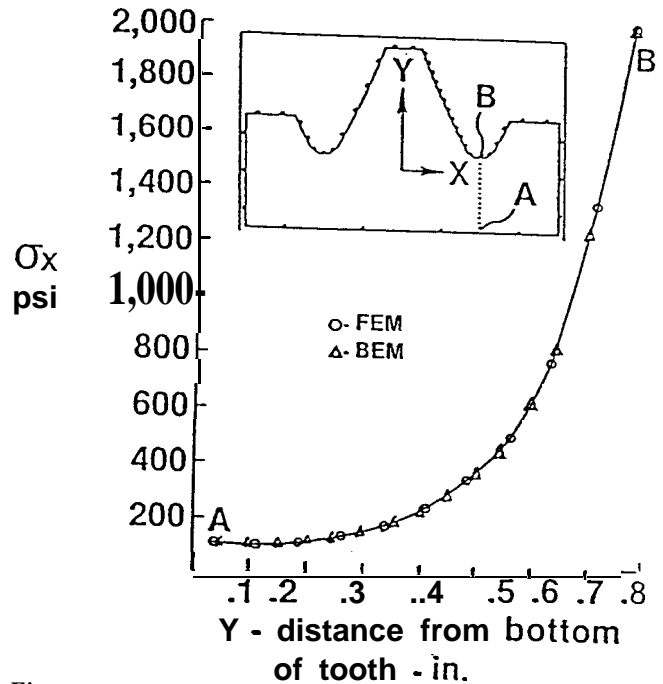 2,000
1,800
1,600
1,400
1,200
1,000
800
600
400
200
σx
psi
Y
X
B
A
o- FEM
△- BEM
A
B
.1 .2 .3 ..4 .5 .6 .7 .8
Y - distance from bottom
of tooth - in.